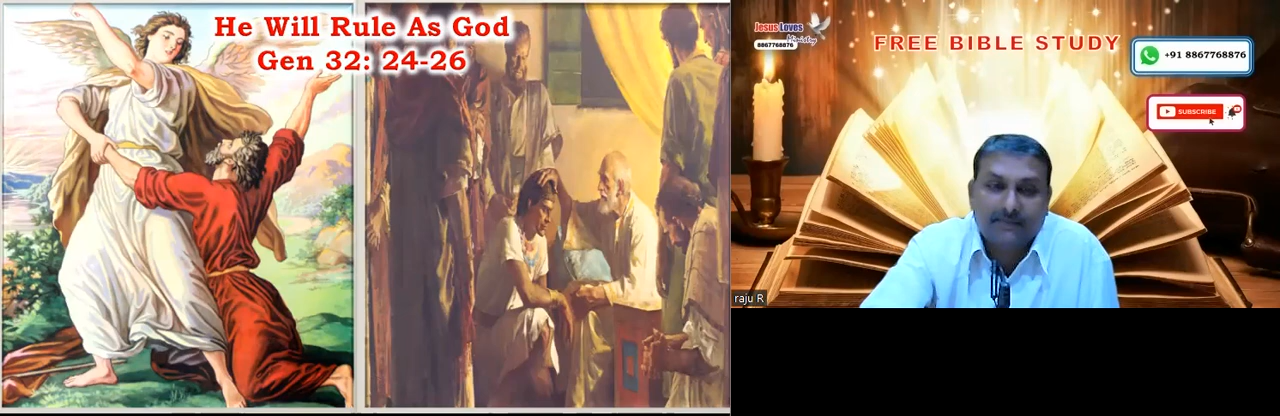 He Will Rule As God
Gen 32: 24-26
Jesus Loves
Ministry
8867768876
FREE BIBLE STUDY
+91 8867768876
SUBSCRIBE
raju R